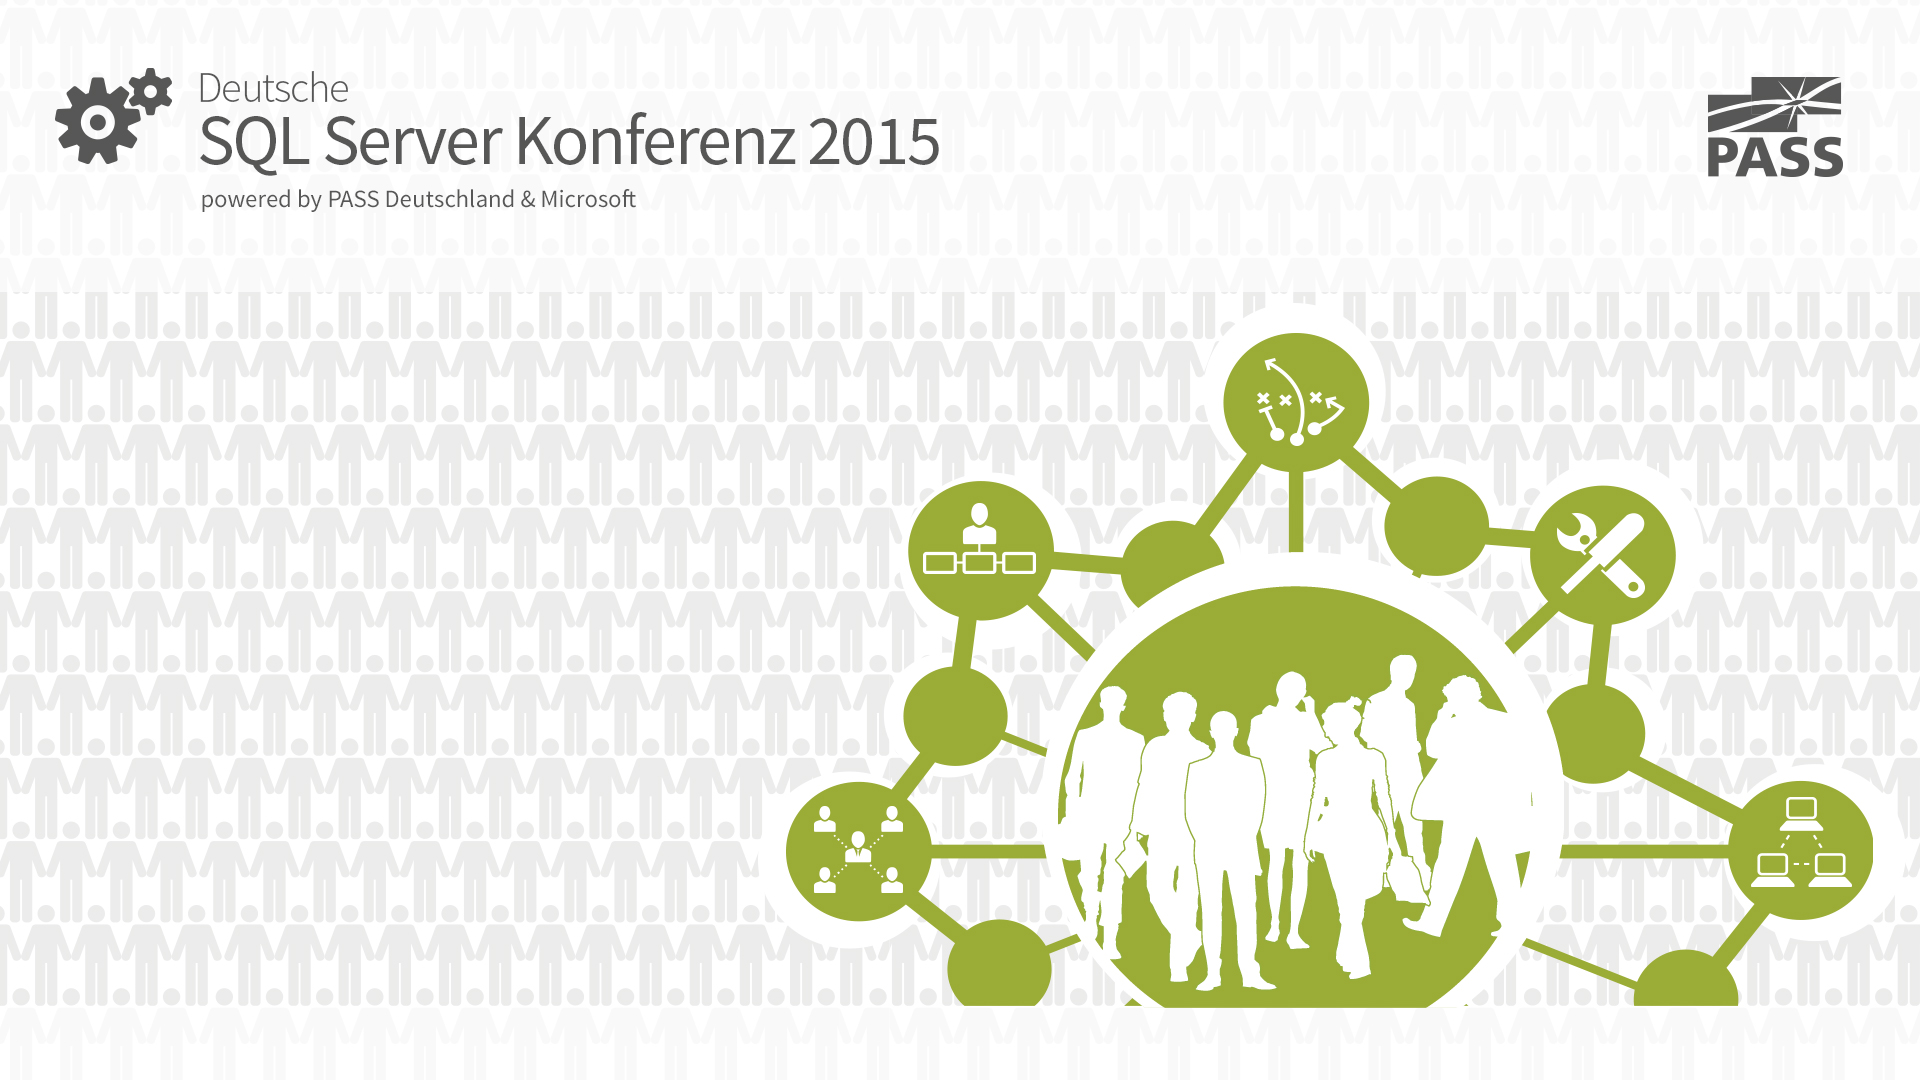 Deutsche
SQL Server Konferenz 2015
powered by PASS Deutschland & Microsoft
PASS